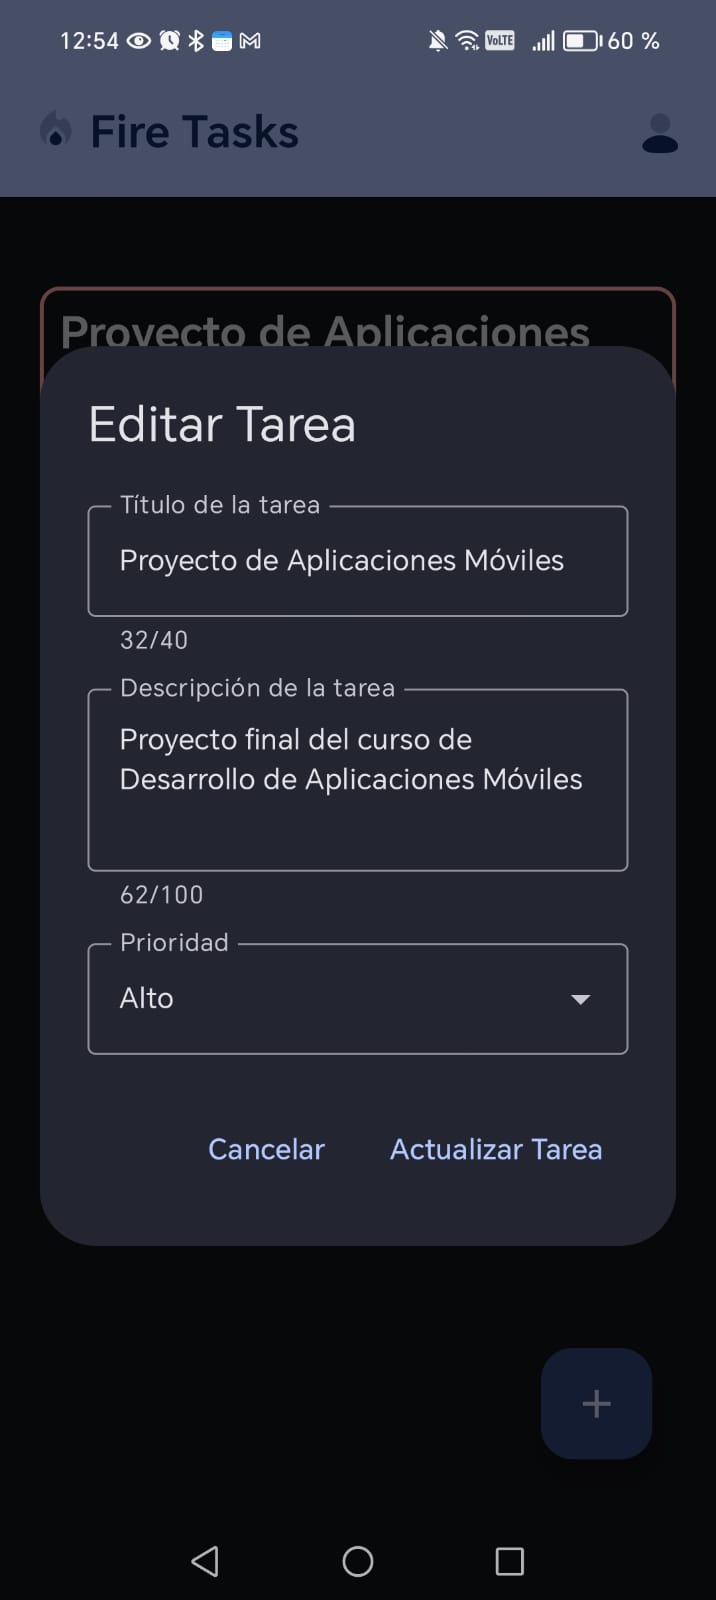 12:54 VoLTE 60 %
Fire Tasks
Proyecto de Aplicaciones
Editar Tarea
Título de la tarea
Proyecto de Aplicaciones Móviles
32/40
Descripción de la tarea
Proyecto final del curso de
Desarrollo de Aplicaciones Móviles
62/100
Prioridad
Alto
Cancelar Actualizar Tarea